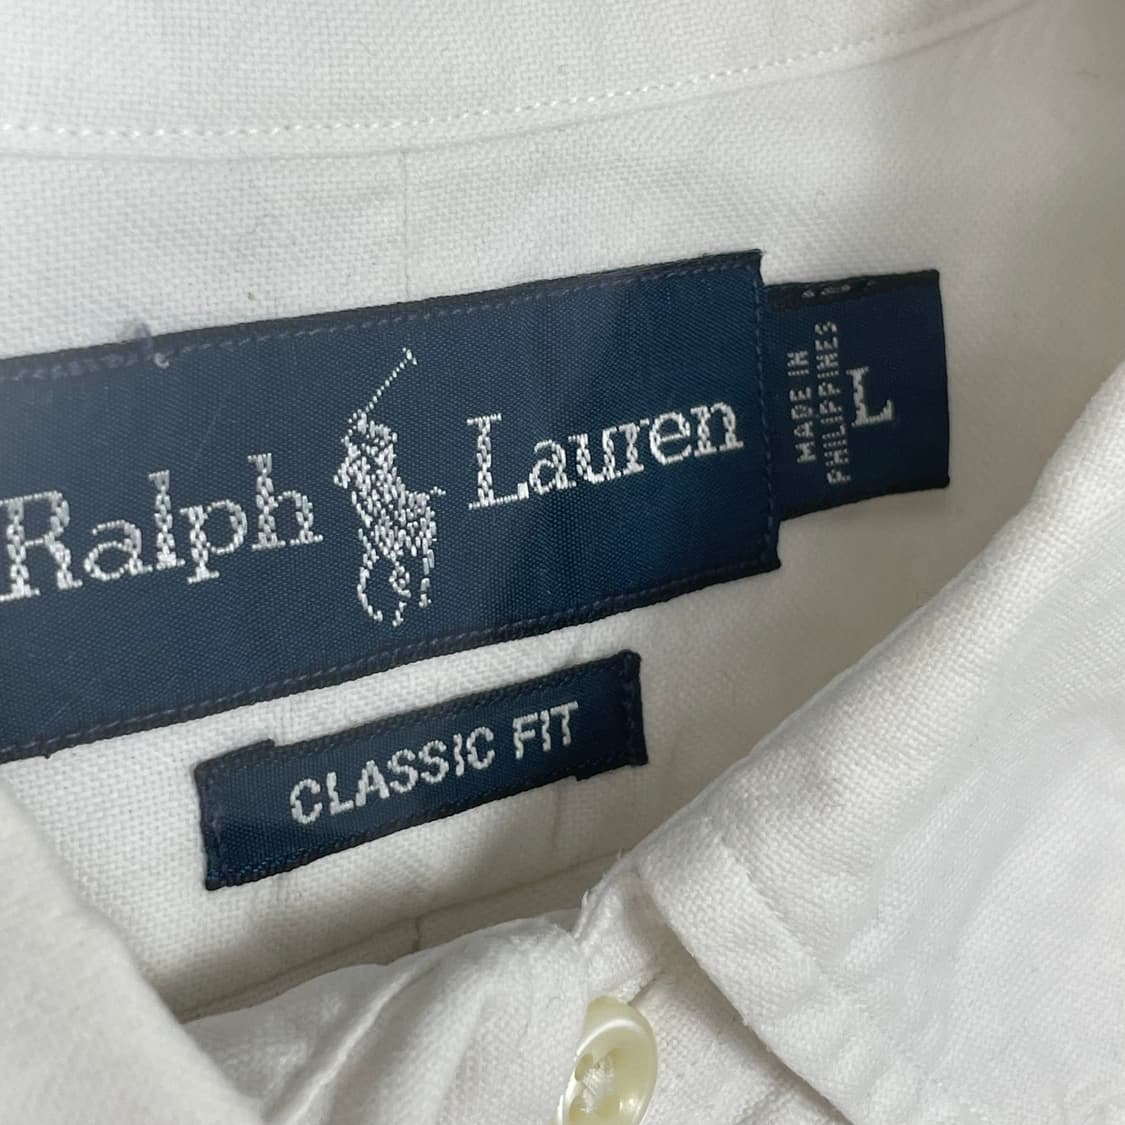 Ralph Lauren
MADE IN
PHILIPPINES
L
CLASSIC FIT